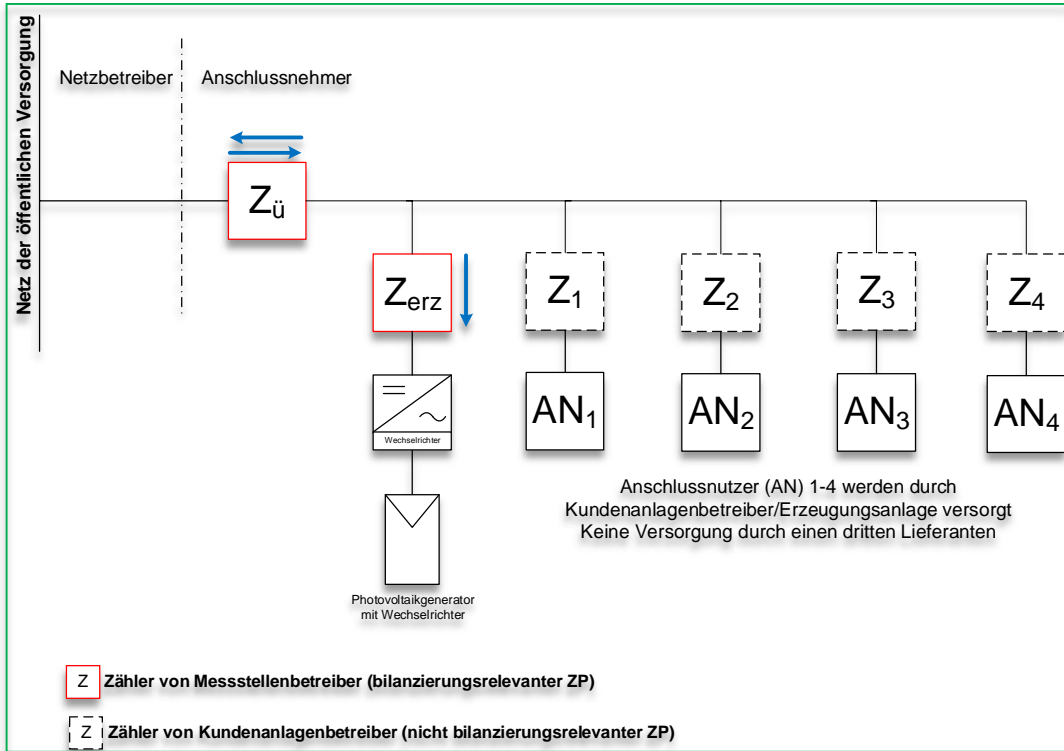 Netz der öffentlichen Versorgung
Netzbetreiber
Anschlussnehmer
Zü
Zerz
Z1
Z2
Z3
Z4
Wechselrichter
AN1
AN2
AN3
AN4
Anschlussnutzer (AN) 1-4 werden durch
Kundenanlagenbetreiber/Erzeugungsanlage versorgt
Keine Versorgung durch einen dritten Lieferanten
Photovoltaikgenerator
mit Wechselrichter
Z Zähler von Messstellenbetreiber (bilanzierungsrelevanter ZP)
Z Zähler von Kundenanlagenbetreiber (nicht bilanzierungsrelevanter ZP)